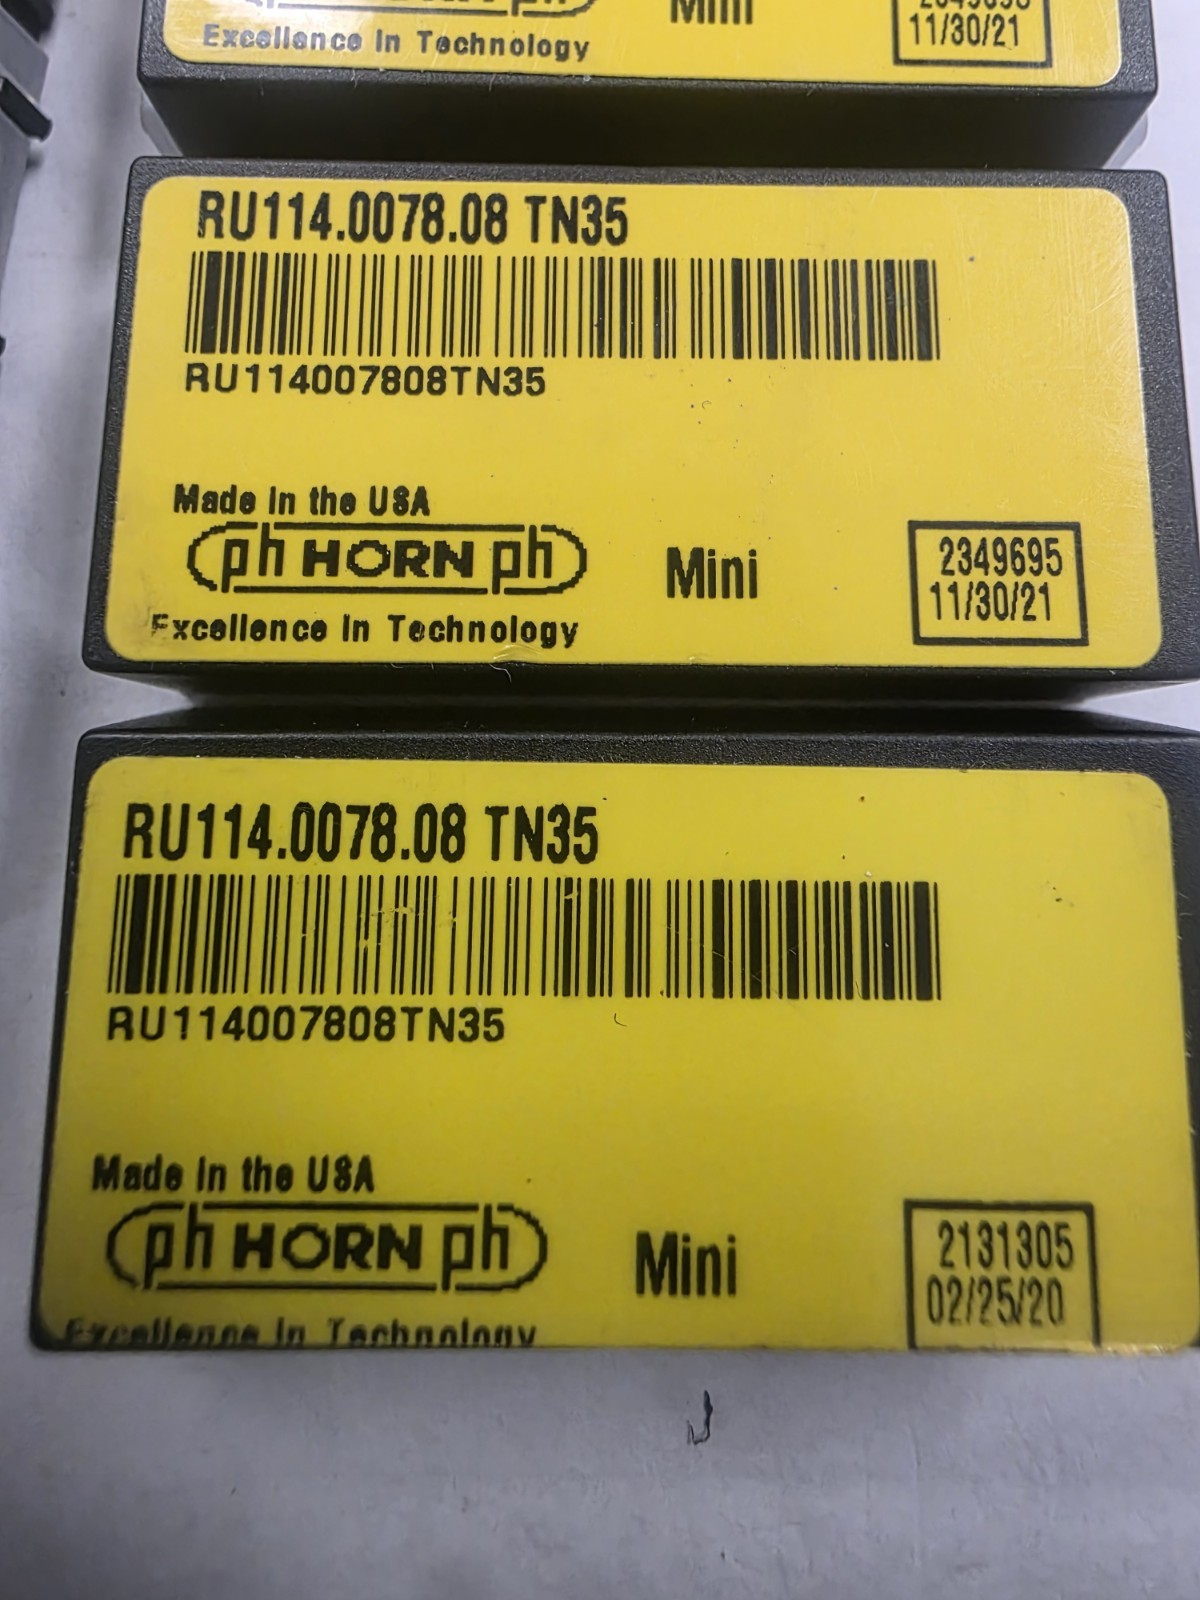 Mini
11/30/21
Excellence in Technology
RU114.0078.08 TN35
RU114007808TN35
Made in the USA
ph HORN ph
Mini
2349695
11/30/21
Excellence in Technology
RU114.0078.08 TN35
RU114007808TN35
Made in the USA
ph HORN ph
Mini
2131305
02/25/20
Excellence in Technology